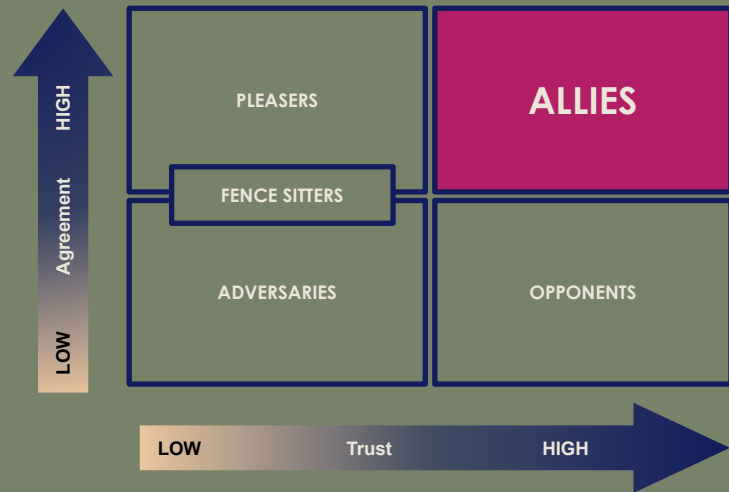 HIGH
Agreement
LOW
PLEASERS
ALLIES
FENCE SITTERS
ADVERSARIES
OPPONENTS
LOW
Trust
HIGH